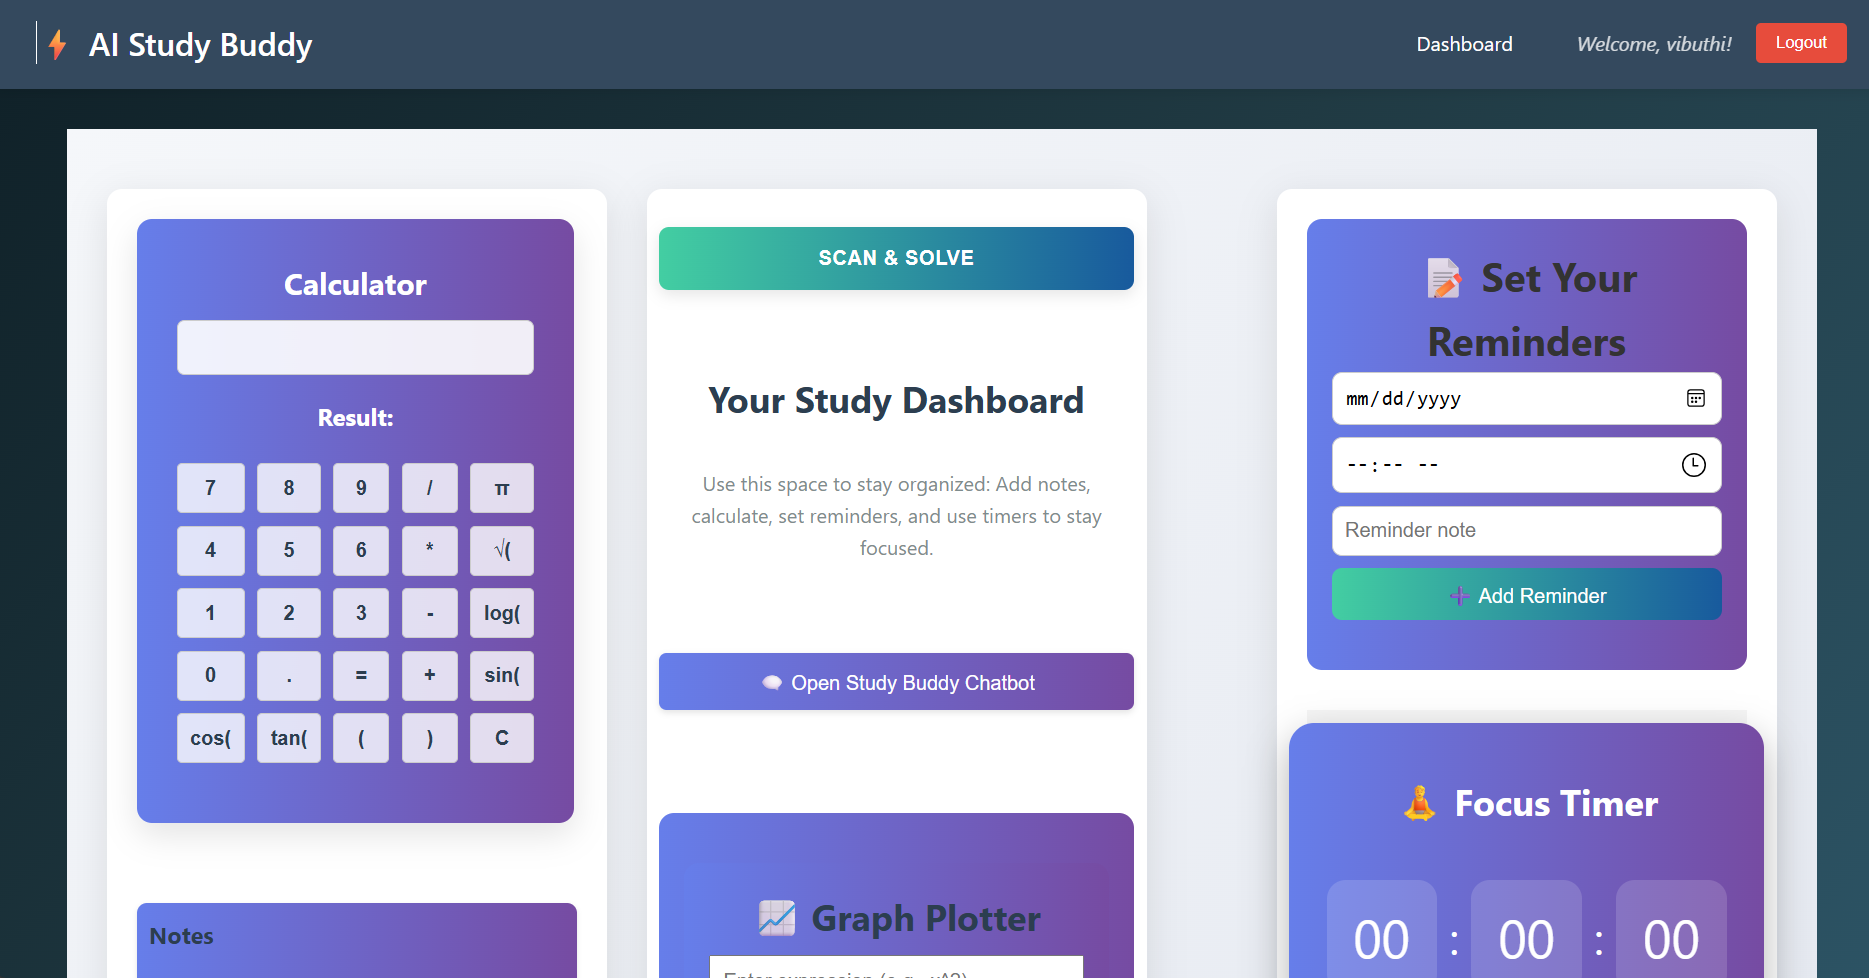 AI Study Buddy
Dashboard
Welcome, vibuthi!
Logout
Calculator
Result:
7 8 9 / π
4 5 6 * √(
1 2 3 - log(
0 . = + sin(
cos( tan( ( ) C
Notes
SCAN & SOLVE
Your Study Dashboard
Use this space to stay organized: Add notes,
calculate, set reminders, and use timers to stay
focused.
Open Study Buddy Chatbot
Graph Plotter
Enter expression (e.g., x^2)
Set Your
Reminders
mm/dd/yyyy
--:-- --
Reminder note
Add Reminder
Focus Timer
00 : 00 : 00